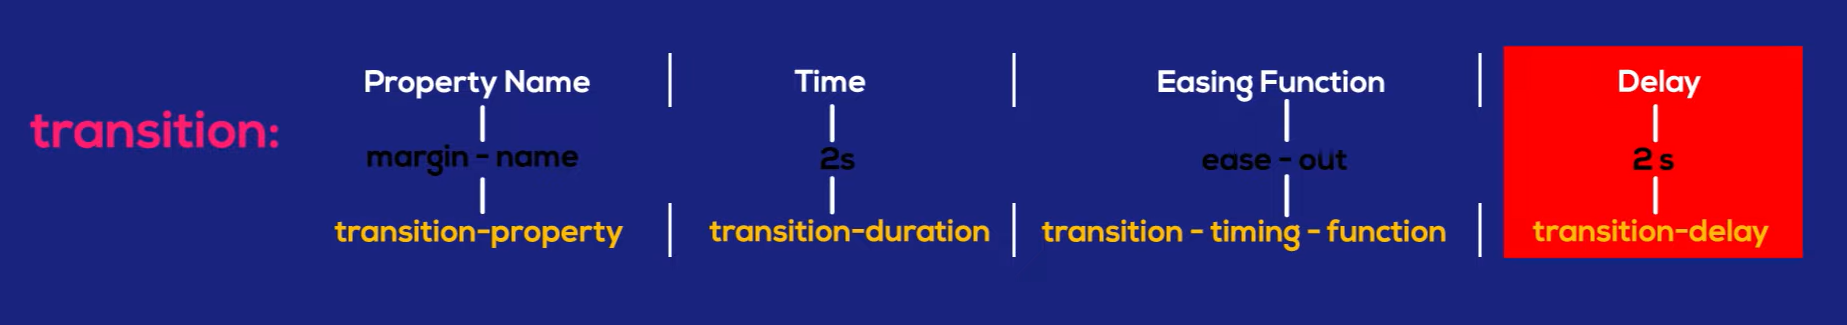 transition:
Property Name | Time | Easing Function | Delay
margin - name 2s ease - out 2 s
transition-property | transition-duration | transition - timing - function | transition-delay